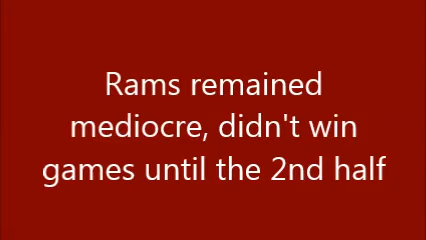 Rams remained
mediocre, didn't win
games until the 2nd half